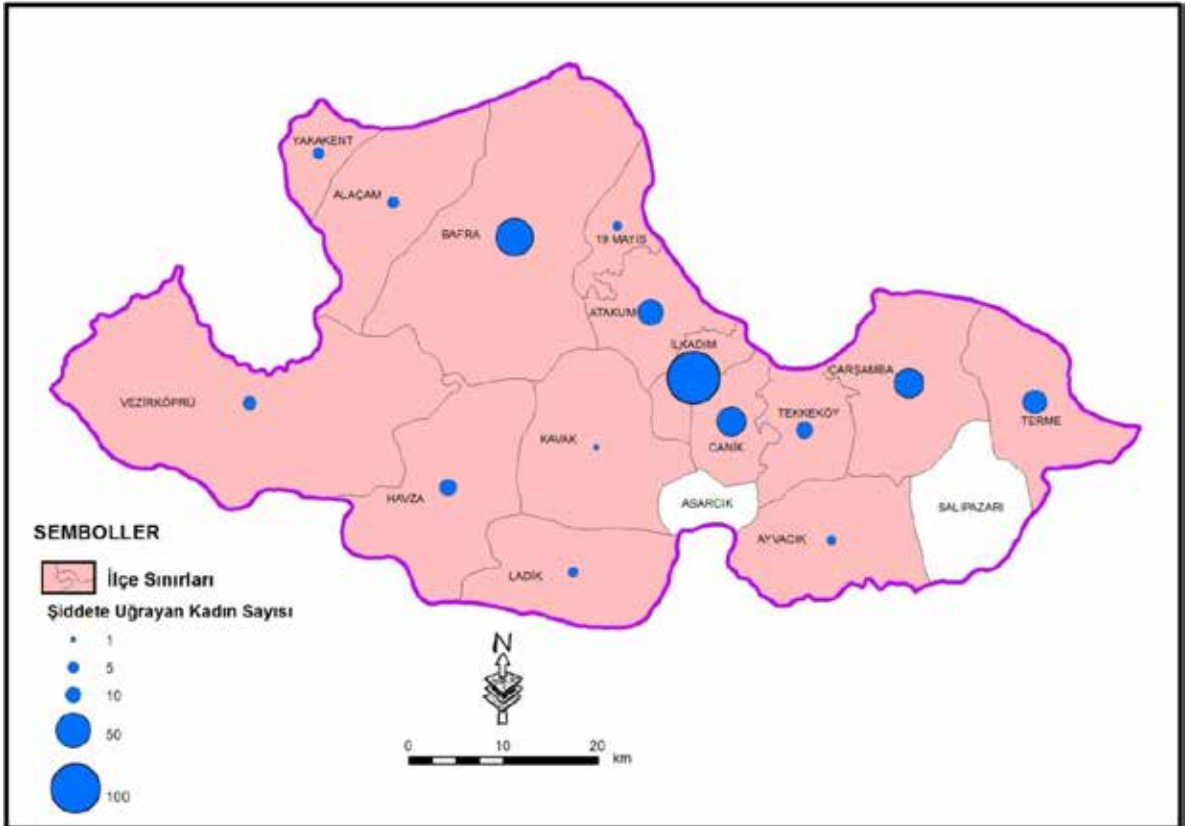 YAKAKENT
ALAÇAM
BAFRA
19 MAYIS
ATAKUM
İLKADIM
ÇARŞAMBA
VEZİRKÖPRÜ
TEKKEKÖY
TERME
KAVAK
CANİK
HAVZA
ASARCIK
SALIPAZARI
AYVACIK
LADİK
SEMBOLLER
İlçe Sınırları
Şiddete Uğrayan Kadın Sayısı
1
5
10
50
100
N
0 10 20
km